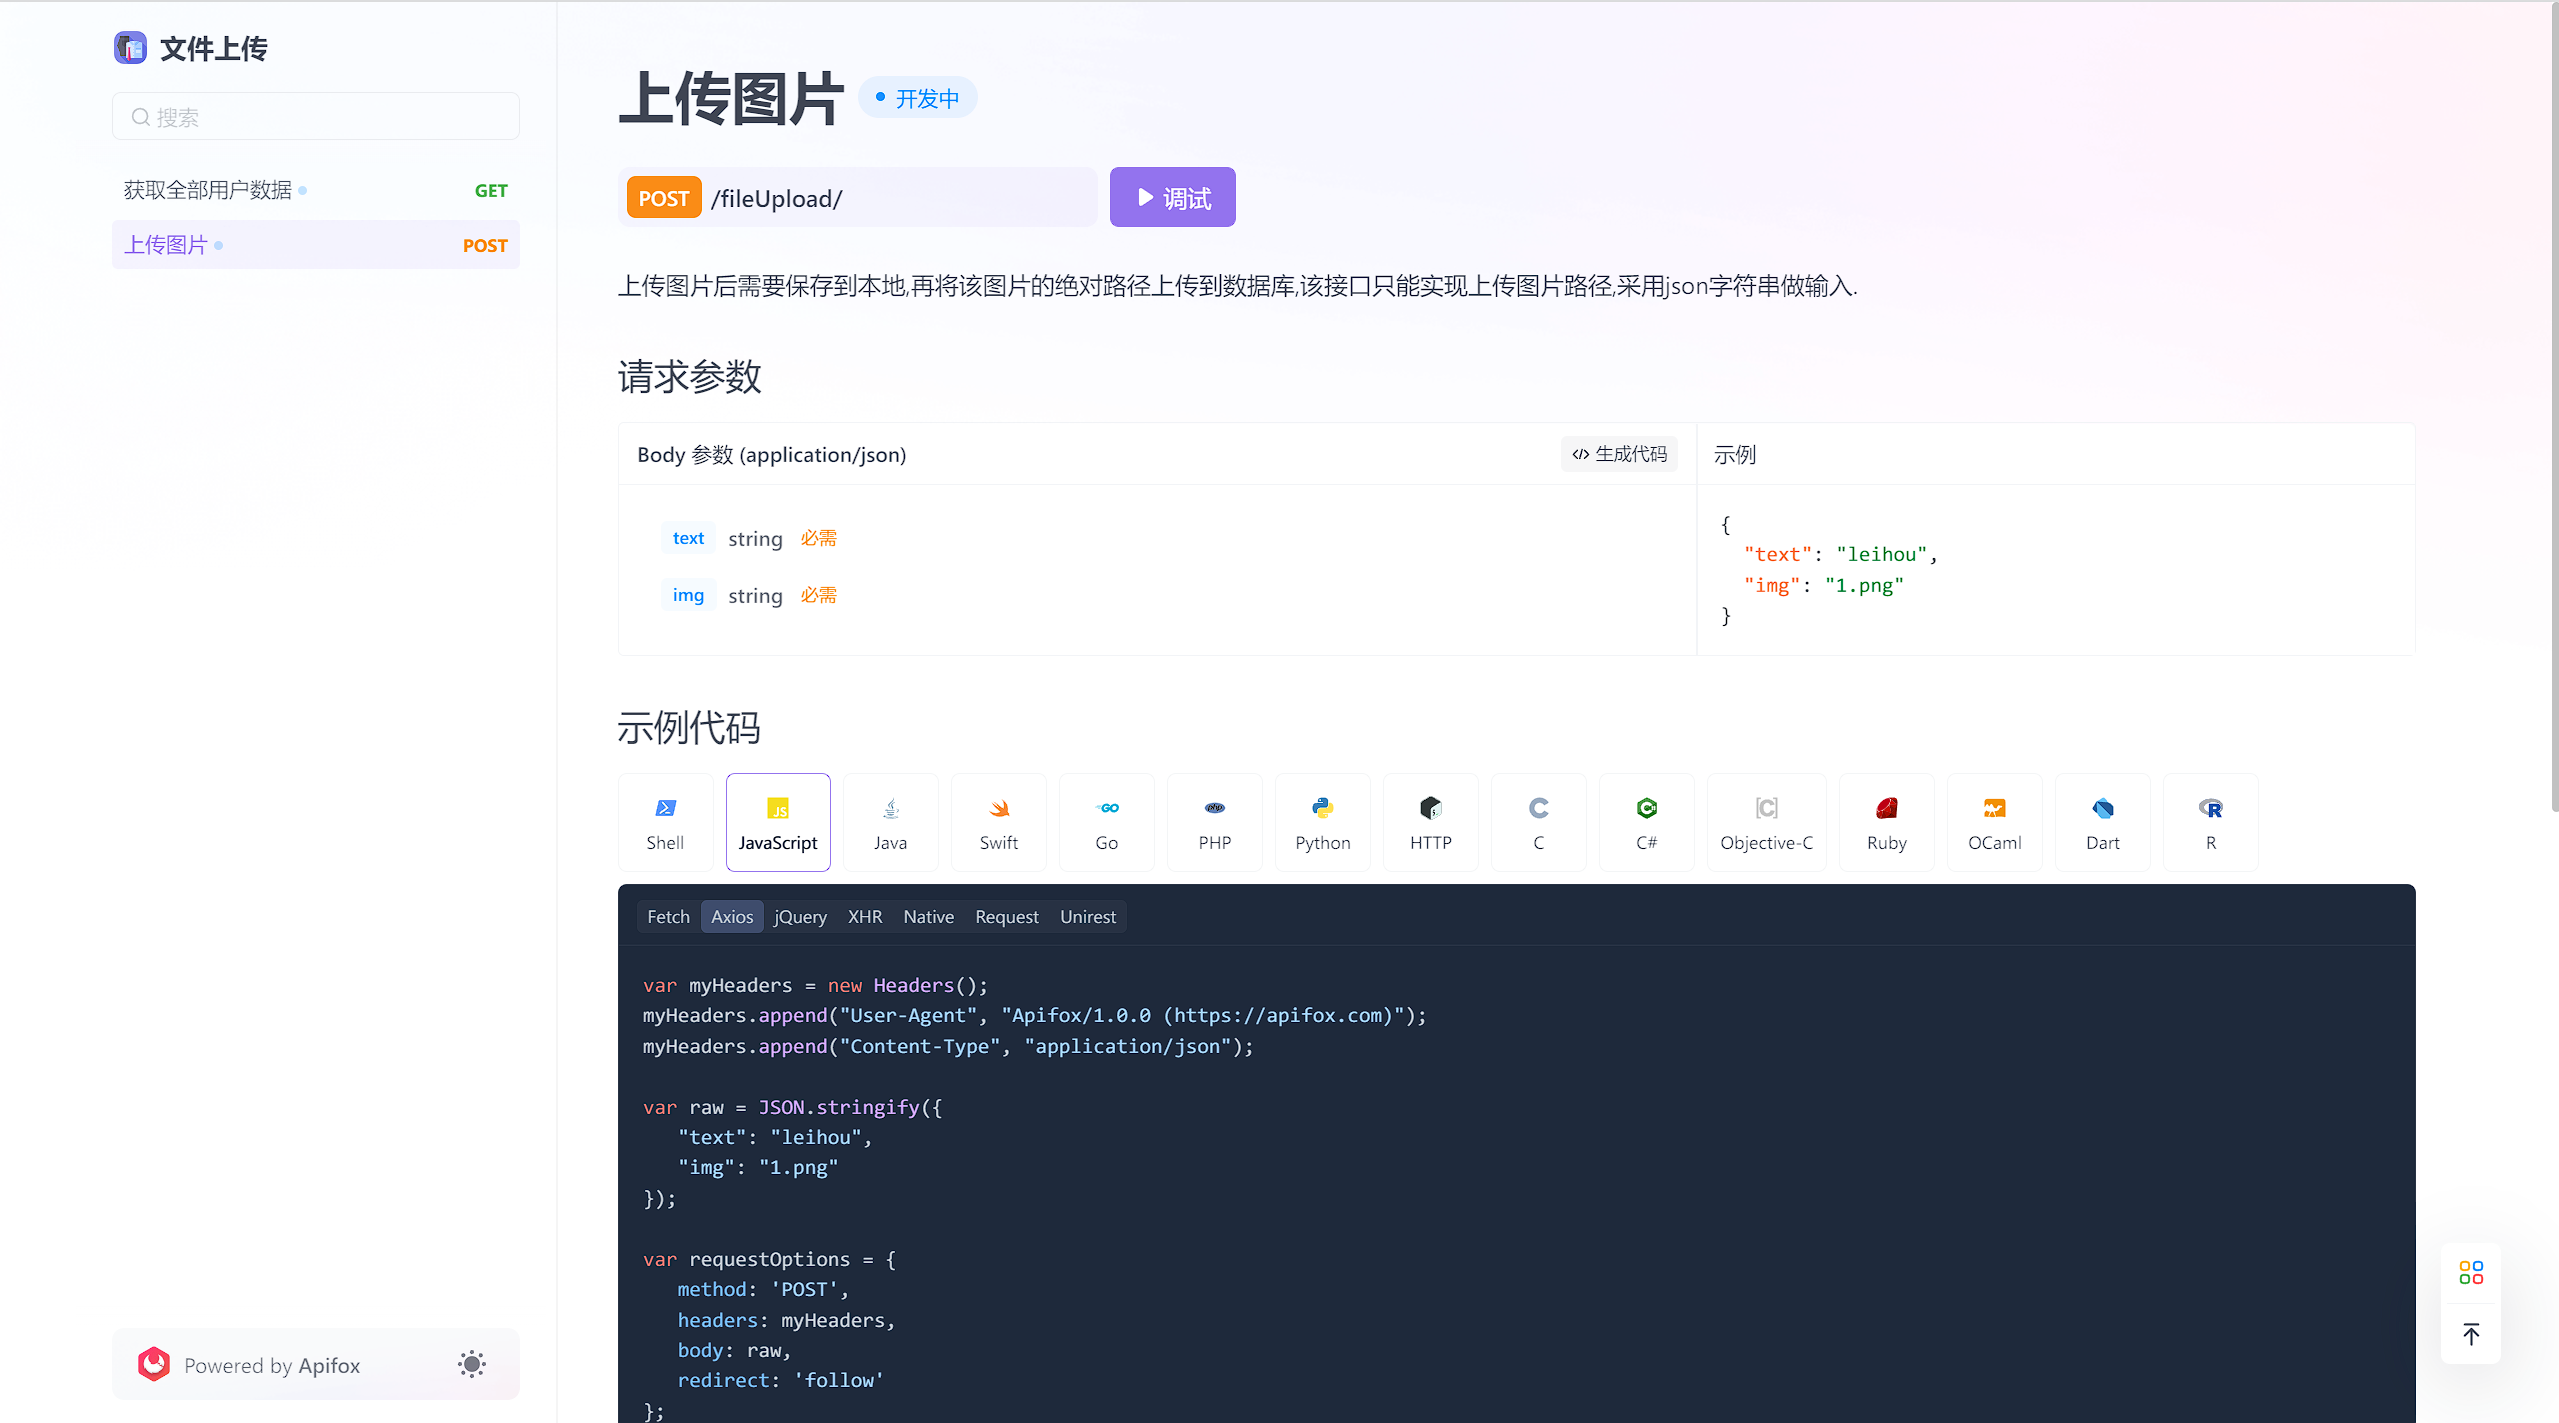 文件上传
搜索
获取全部用户数据 GET
上传图片 POST
上传图片 开发中
POST /fileUpload/ 调试
上传图片后需要保存到本地,再将该图片的绝对路径上传到数据库,该接口只能实现上传图片路径,采用json字符串做输入.
请求参数
Body 参数 (application/json) 生成代码 示例
text string 必需
img string 必需
{
"text": "leihou",
"img": "1.png"
}
示例代码
Shell JavaScript Java Swift Go PHP Python HTTP C C# Objective-C Ruby OCaml Dart R
Fetch Axios jQuery XHR Native Request Unirest
var myHeaders = new Headers();
myHeaders.append("User-Agent", "Apifox/1.0.0 (https://apifox.com)");
myHeaders.append("Content-Type", "application/json");
var raw = JSON.stringify({
"text": "leihou",
"img": "1.png"
});
var requestOptions = {
method: 'POST',
headers: myHeaders,
body: raw,
redirect: 'follow'
};
Powered by Apifox